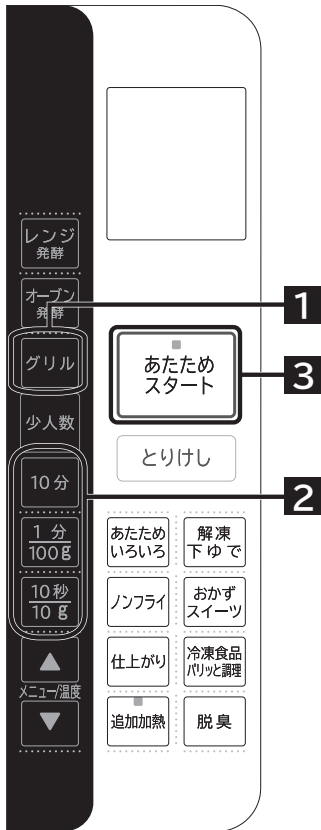 レンジ
発酵
オーブン
発酵
グリル
少人数
10分
1 分
100g
10秒
10 g
メニュー/温度
1
3
2
あたため
スタート
とりけし
あたため
いろいろ
解凍
下ゆで
ノンフライ
おかず
スイーツ
仕上がり
冷凍食品
パリッと調理
追加加熱
脱臭